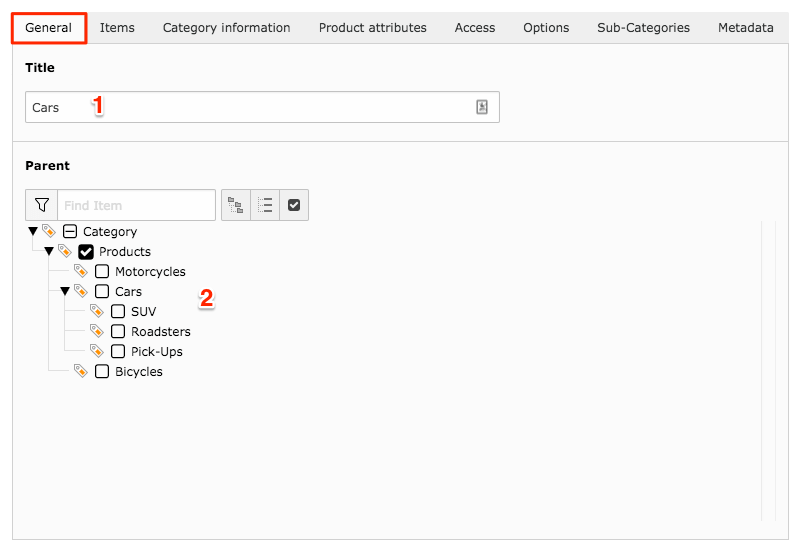 General Items Category information Product attributes Access Options Sub-Categories Metadata
Title
Cars 1
Parent
Find Item
Category
Products
Motorcycles
Cars 2
SUV
Roadsters
Pick-Ups
Bicycles